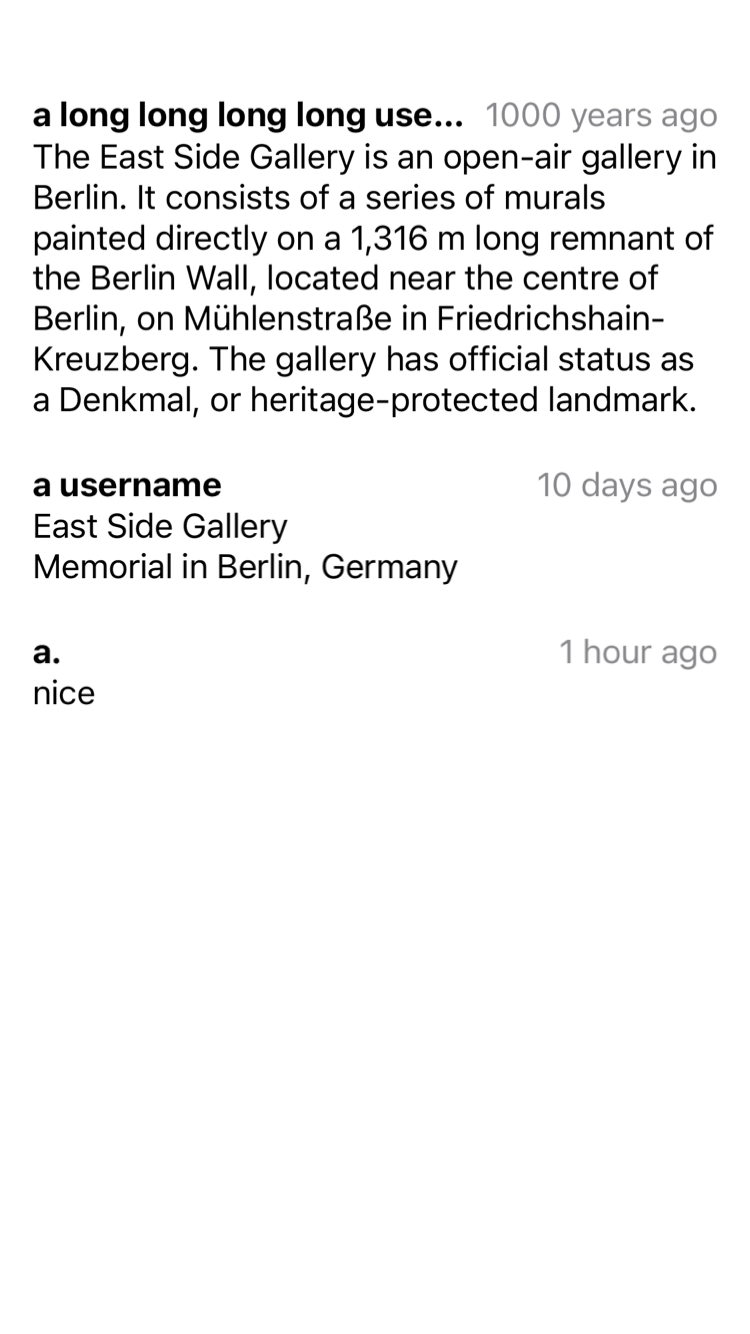 a long long long long use... 1000 years ago
The East Side Gallery is an open-air gallery in
Berlin. It consists of a series of murals
painted directly on a 1,316 m long remnant of
the Berlin Wall, located near the centre of
Berlin, on Mühlenstraße in Friedrichshain-
Kreuzberg. The gallery has official status as
a Denkmal, or heritage-protected landmark.
a username 10 days ago
East Side Gallery
Memorial in Berlin, Germany
a. 1 hour ago
nice